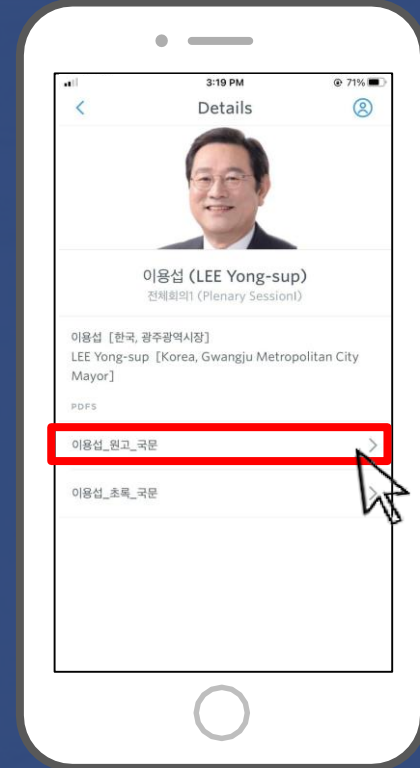 3:19 PM
71%
Details
이용섭 (LEE Yong-sup)
전체회의1 (Plenary SessionⅠ)
이용섭 [한국, 광주광역시장]
LEE Yong-sup [Korea, Gwangju Metropolitan City
Mayor]
PDFS
이용섭_원고_국문
이용섭_초록_국문